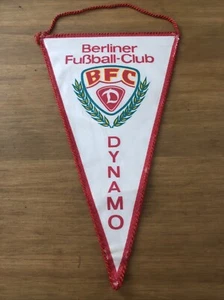 Berliner
Fußball-Club
BFC
D
DYNAMO